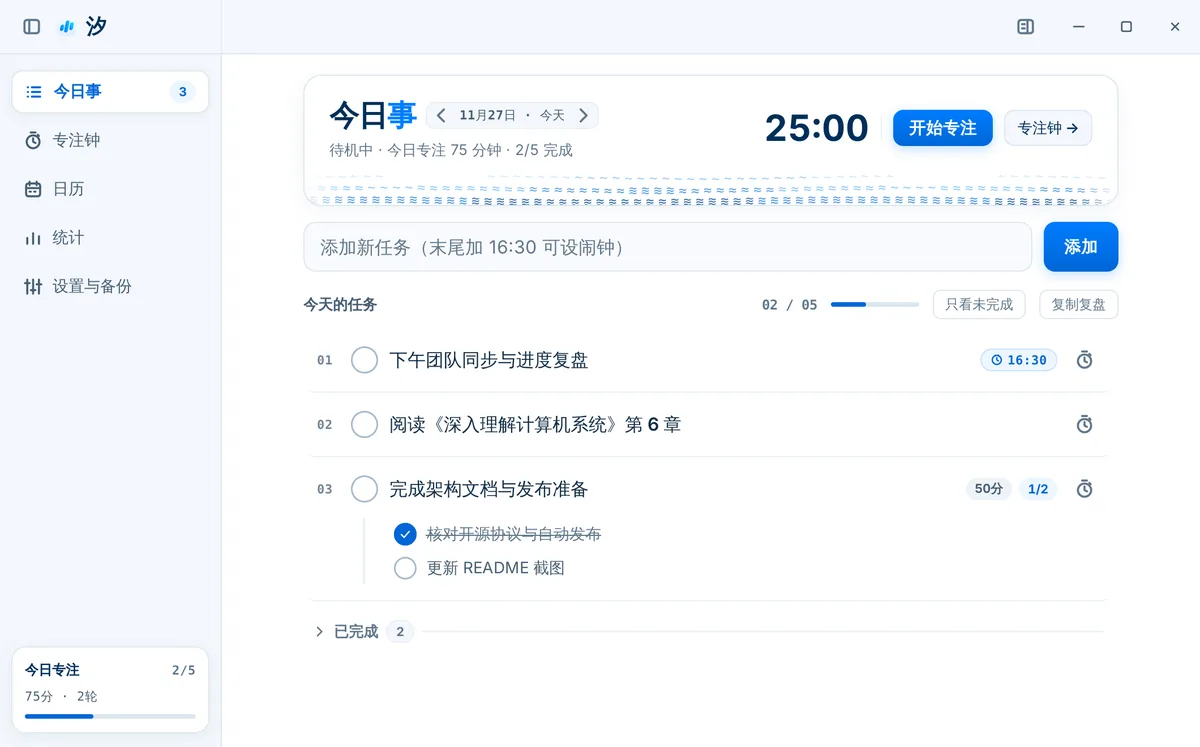 汐
今日事 3
专注钟
日历
统计
设置与备份
今日专注 2/5
75分 · 2轮
今日事 11月27日 · 今天
待机中 · 今日专注 75 分钟 · 2/5 完成
25:00 开始专注 专注钟 →
添加新任务（末尾加 16:30 可设闹钟） 添加
今天的任务 02 / 05 只看未完成 复制复盘
01 下午团队同步与进度复盘 16:30
02 阅读《深入理解计算机系统》第 6 章
03 完成架构文档与发布准备 50分 1/2
核对开源协议与自动发布
更新 README 截图
已完成 2